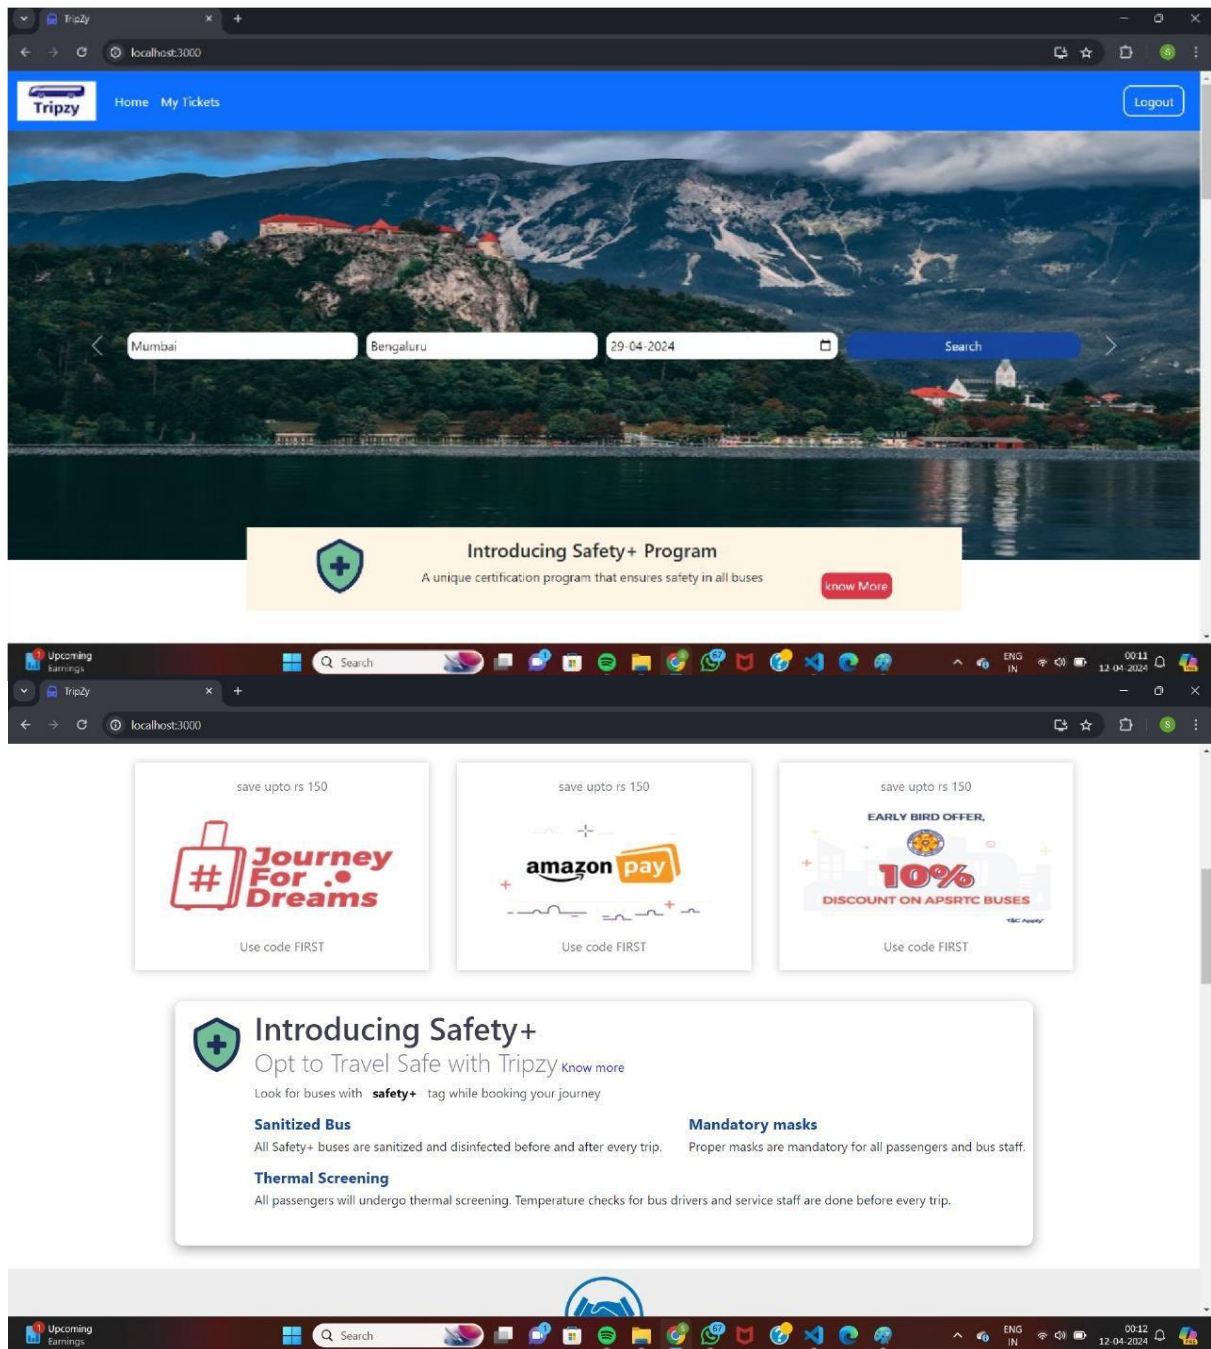 TripZy
localhost:3000
S
Tripzy
Home My Tickets
Logout
Mumbai
Bengaluru
29-04-2024
Search
Introducing Safety+ Program
A unique certification program that ensures safety in all buses
know More
1
Upcoming
Earnings
Search
67
ENG
IN
00:11
12-04-2024
TripZy
localhost:3000
S
save upto rs 150
save upto rs 150
save upto rs 150
# Journey
For
Dreams
amazon pay
EARLY BIRD OFFER,
10%
DISCOUNT ON APSRTC BUSES
T&C Apply*
Use code FIRST
Use code FIRST
Use code FIRST
Introducing Safety+
Opt to Travel Safe with Tripzy Know more
Look for buses with safety+ tag while booking your journey
Sanitized Bus
All Safety+ buses are sanitized and disinfected before and after every trip.
Mandatory masks
Proper masks are mandatory for all passengers and bus staff.
Thermal Screening
All passengers will undergo thermal screening. Temperature checks for bus drivers and service staff are done before every trip.
1
Upcoming
Earnings
Search
67
ENG
IN
00:12
12-04-2024